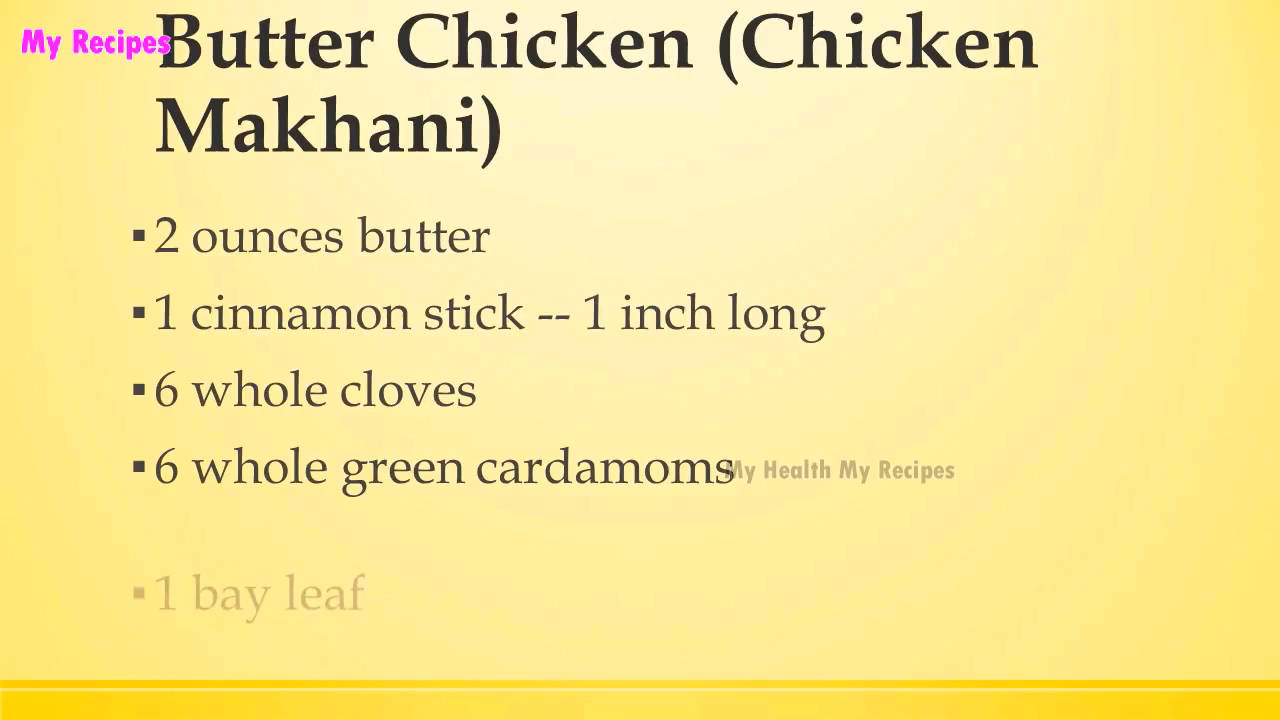 My Recipes
Butter Chicken (Chicken
Makhani)
▪2 ounces butter
▪1 cinnamon stick -- 1 inch long
▪6 whole cloves
▪6 whole green cardamoms
My Health My Recipes
▪1 bay leaf